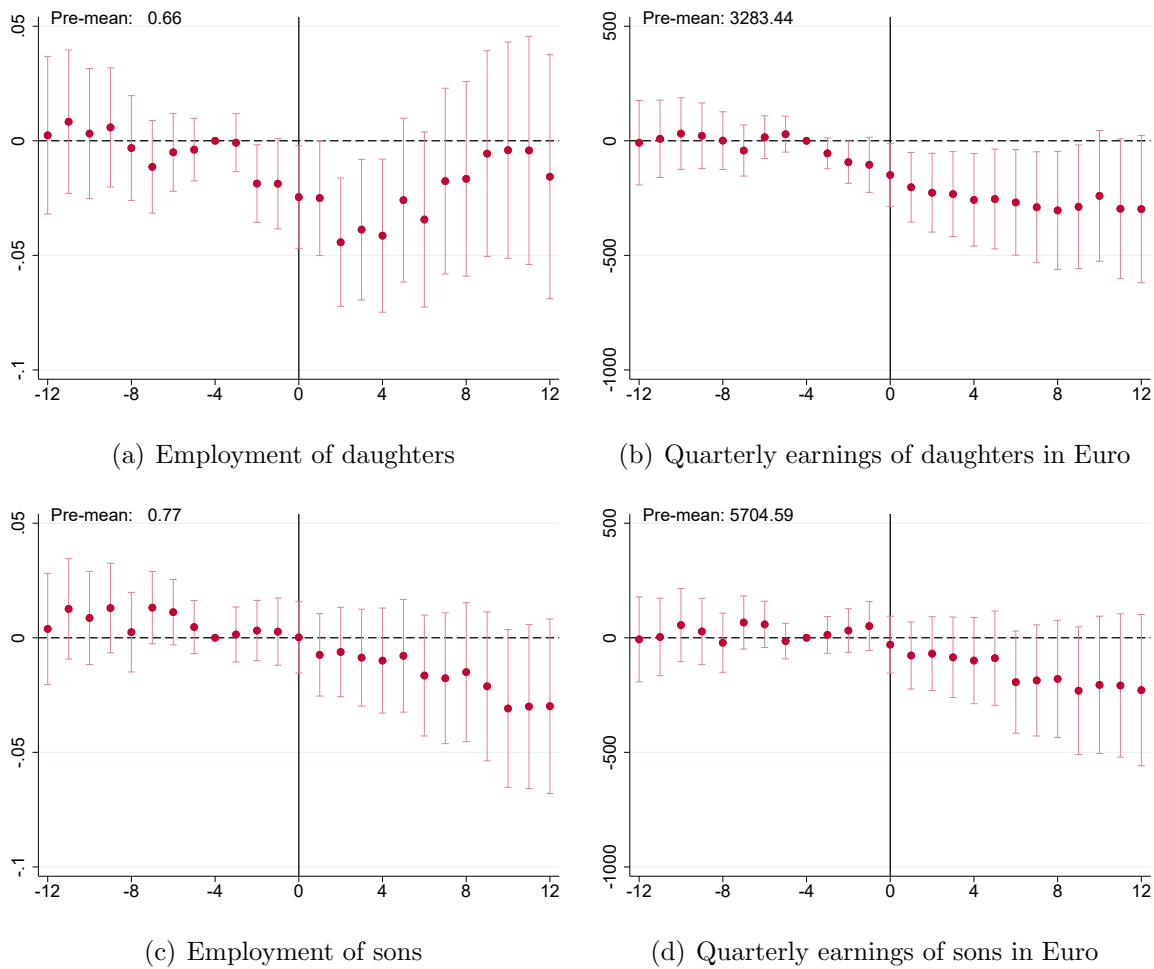 Pre-mean: 0.66
.05
0
-.05
-.1
-12 -8 -4 0 4 8 12
(a) Employment of daughters
Pre-mean: 3283.44
500
0
-500
-1000
-12 -8 -4 0 4 8 12
(b) Quarterly earnings of daughters in Euro
Pre-mean: 0.77
.05
0
-.05
-.1
-12 -8 -4 0 4 8 12
(c) Employment of sons
Pre-mean: 5704.59
500
0
-500
-1000
-12 -8 -4 0 4 8 12
(d) Quarterly earnings of sons in Euro